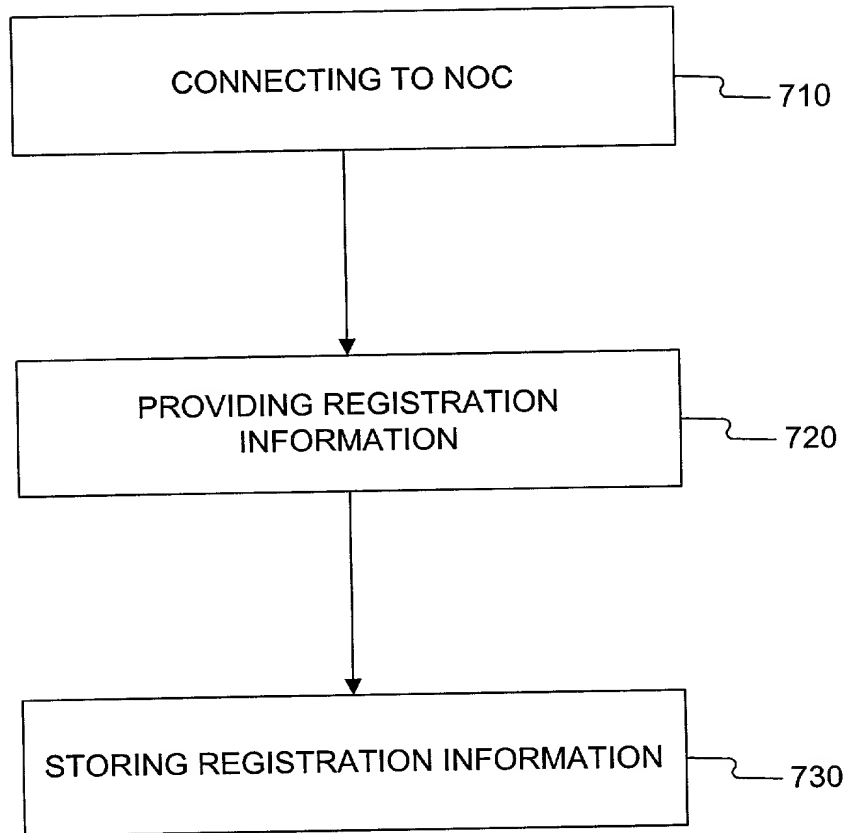 CONNECTING TO NOC
710
PROVIDING REGISTRATION
INFORMATION
720
STORING REGISTRATION INFORMATION
730